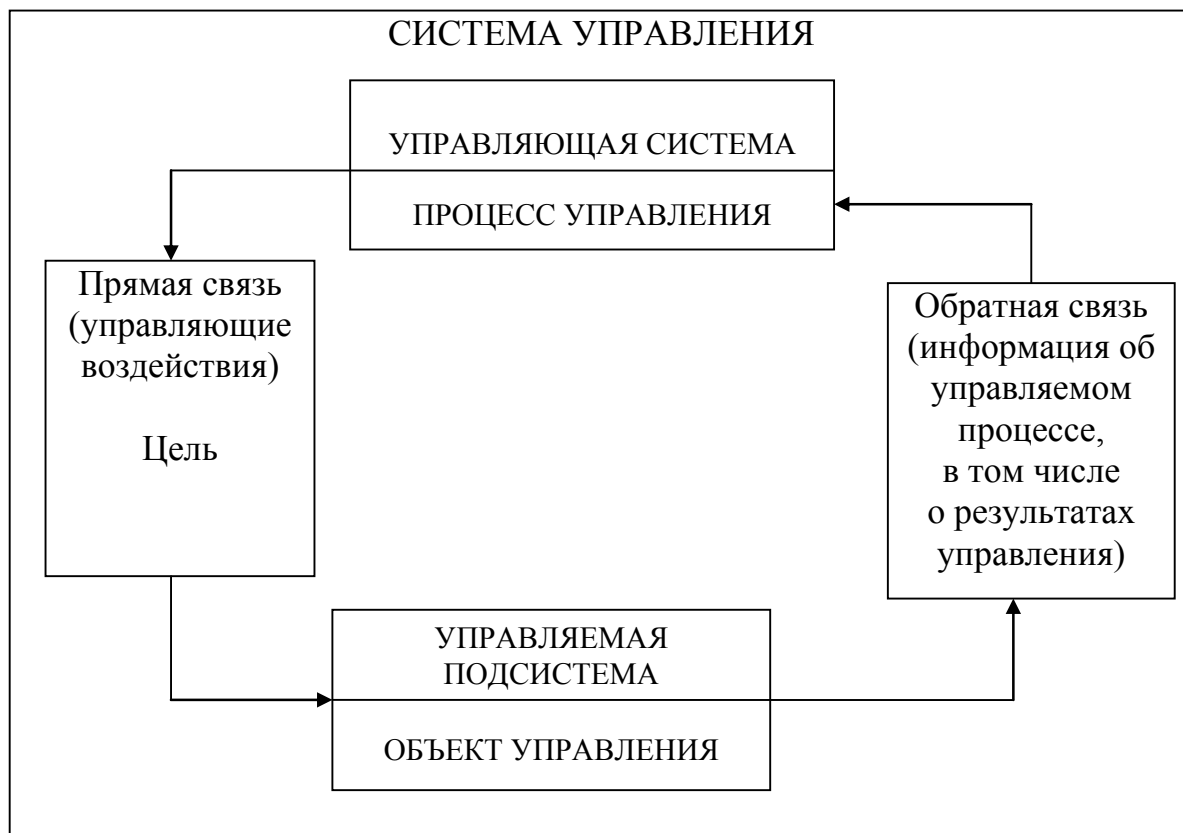 СИСТЕМА УПРАВЛЕНИЯ
УПРАВЛЯЮЩАЯ СИСТЕМА
ПРОЦЕСС УПРАВЛЕНИЯ
Прямая связь
(управляющие
воздействия)
Цель
Обратная связь
(информация об
управляемом
процессе,
в том числе
о результатах
управления)
УПРАВЛЯЕМАЯ
ПОДСИСТЕМА
ОБЪЕКТ УПРАВЛЕНИЯ